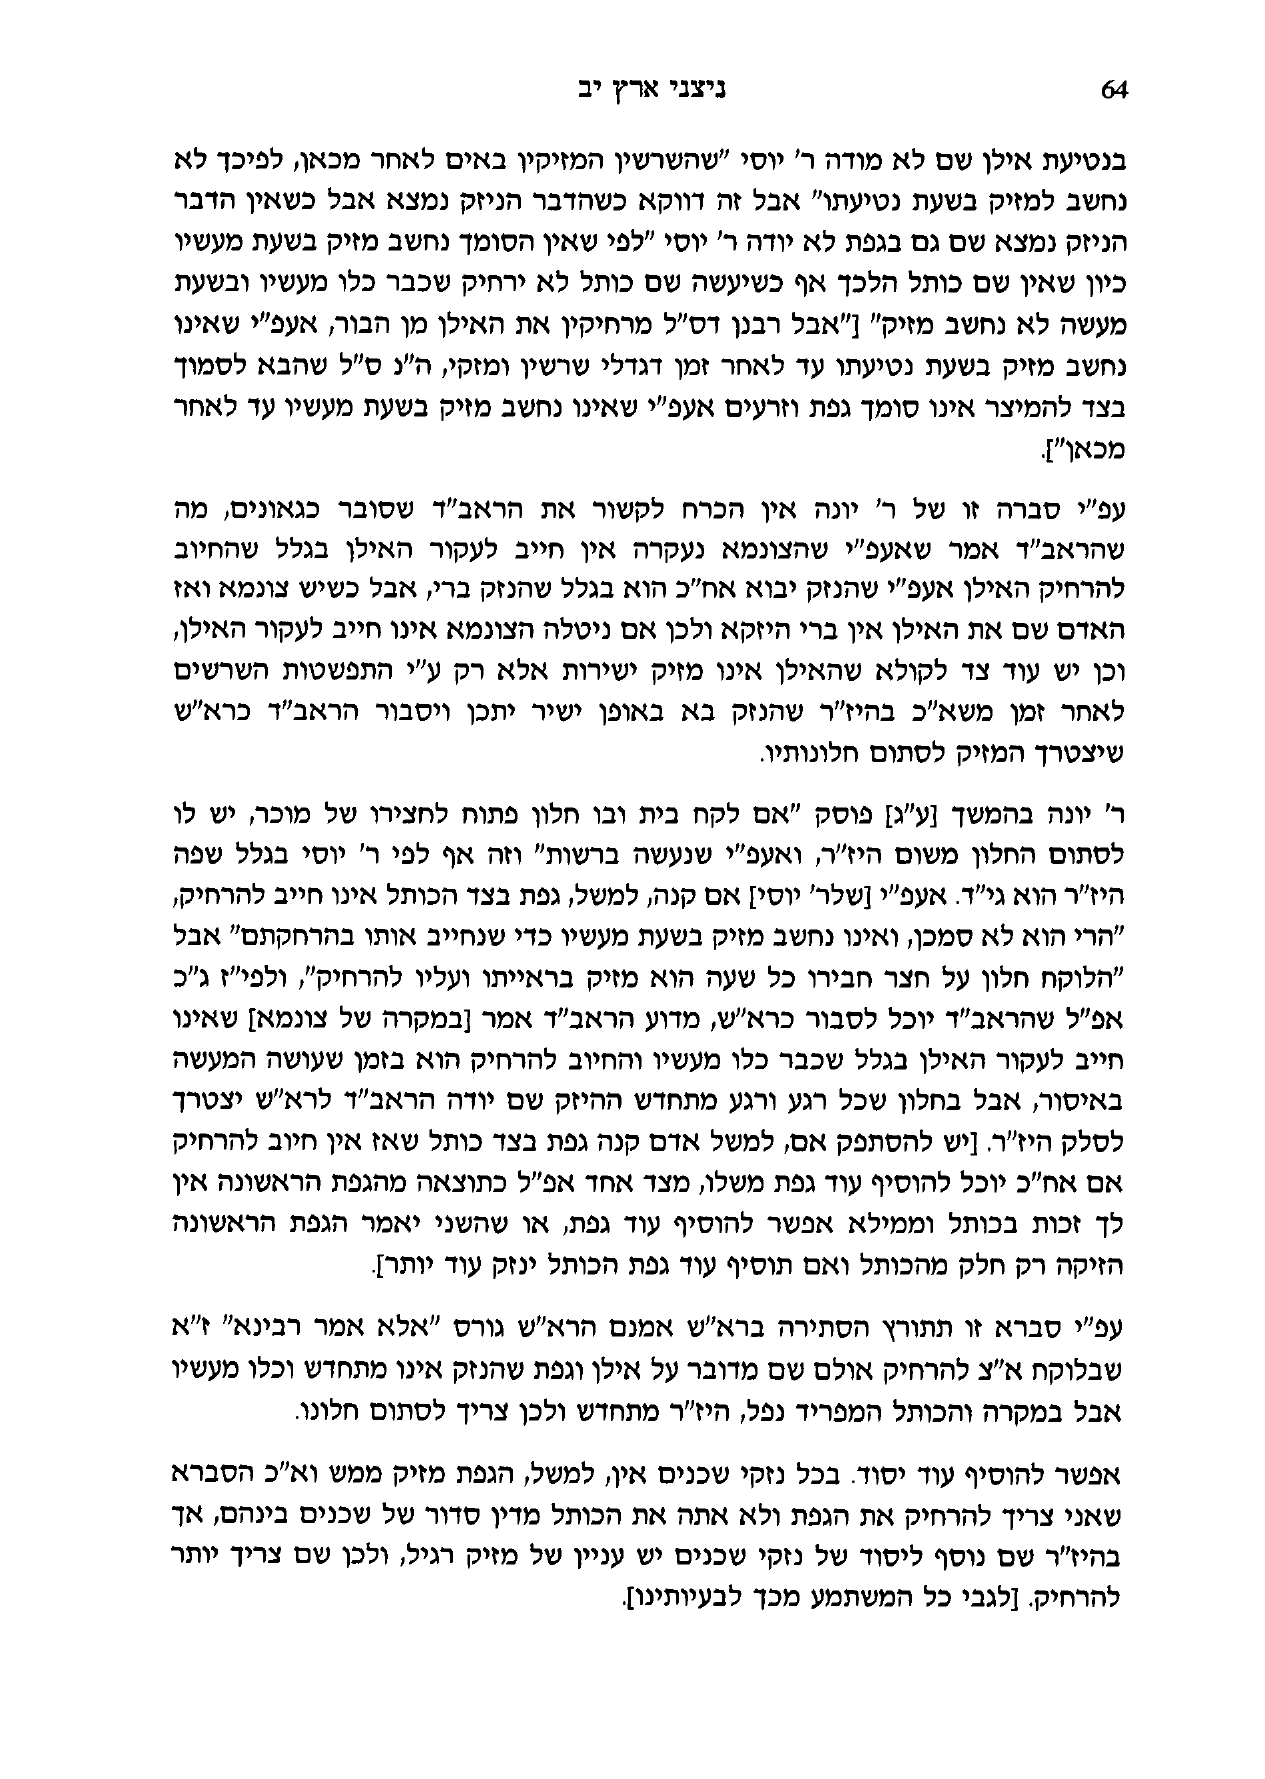 64
ניצני ארץ יב
בנטיעת אילן שם לא מודה ר' יוסי "שהשרשין המזיקין באים לאחר מכאן, לפיכך לא
נחשב למזיק בשעת נטיעתו" אבל זה דווקא כשהדבר הניזק נמצא אבל כשאין הדבר
הניזק נמצא שם גם בגפת לא יודה ר' יוסי "לפי שאין הסומך נחשב מזיק בשעת מעשיו
כיון שאין שם כותל הלכך אף כשיעשה שם כותל לא ירחיק שכבר כלו מעשיו ובשעת
מעשה לא נחשב מזיק" ["אבל רבנן דס"ל מרחיקין את האילן מן הבור, אעפ"י שאינו
נחשב מזיק בשעת נטיעתו עד לאחר זמן דגדלי שרשין ומזקי, ה"נ ס"ל שהבא לסמוך
בצד להמיצר אינו סומך גפת וזרעים אעפ"י שאינו נחשב מזיק בשעת מעשיו עד לאחר
מכאן"].
עפ"י סברה זו של ר' יונה אין הכרח לקשור את הראב"ד שסובר כגאונים, מה
שהראב"ד אמר שאעפ"י שהצונמא נעקרה אין חייב לעקור האילן בגלל שהחיוב
להרחיק האילן אעפ"י שהנזק יבוא אח"כ הוא בגלל שהנזק ברי, אבל כשיש צונמא ואז
האדם שם את האילן אין ברי היזקא ולכן אם ניטלה הצונמא אינו חייב לעקור האילן,
וכן יש עוד צד לקולא שהאילן אינו מזיק ישירות אלא רק ע"י התפשטות השרשים
לאחר זמן משא"כ בהיז"ר שהנזק בא באופן ישיר יתכן ויסבור הראב"ד כרא"ש
שיצטרך המזיק לסתום חלונותיו.
ר' יונה בהמשך [ע"ג] פוסק "אם לקח בית ובו חלון פתוח לחצירו של מוכר, יש לו
לסתום החלון משום היז"ר, ואעפ"י שנעשה ברשות" וזה אף לפי ר' יוסי בגלל שפה
היז"ר הוא גי"ד. אעפ"י [שלר' יוסי] אם קנה, למשל, גפת בצד הכותל אינו חייב להרחיק,
"הרי הוא לא סמכן, ואינו נחשב מזיק בשעת מעשיו כדי שנחייב אותו בהרחקתם" אבל
"הלוקח חלון על חצר חבירו כל שעה הוא מזיק בראייתו ועליו להרחיק", ולפי"ז ג"כ
אפ"ל שהראב"ד יוכל לסבור כרא"ש, מדוע הראב"ד אמר [במקרה של צונמא] שאינו
חייב לעקור האילן בגלל שכבר כלו מעשיו והחיוב להרחיק הוא בזמן שעושה המעשה
באיסור, אבל בחלון שכל רגע ורגע מתחדש ההיזק שם יודה הראב"ד לרא"ש יצטרך
לסלק היז"ר. [יש להסתפק אם, למשל אדם קנה גפת בצד כותל שאז אין חיוב להרחיק
אם אח"כ יוכל להוסיף עוד גפת משלו, מצד אחד אפ"ל כתוצאה מהגפת הראשונה אין
לך זכות בכותל וממילא אפשר להוסיף עוד גפת, או שהשני יאמר הגפת הראשונה
הזיקה רק חלק מהכותל ואם תוסיף עוד גפת הכותל ינזק עוד יותר].
עפ"י סברא זו תתורץ הסתירה ברא"ש אמנם הרא"ש גורס "אלא אמר רבינא" ז"א
שבלוקח א"צ להרחיק אולם שם מדובר על אילן וגפת שהנזק אינו מתחדש וכלו מעשיו
אבל במקרה והכותל המפריד נפל, היז"ר מתחדש ולכן צריך לסתום חלונו.
אפשר להוסיף עוד יסוד. בכל נזקי שכנים אין, למשל, הגפת מזיק ממש וא"כ הסברא
שאני צריך להרחיק את הגפת ולא אתה את הכותל מדין סדור של שכנים בינהם, אך
בהיז"ר שם נוסף ליסוד של נזקי שכנים יש עניין של מזיק רגיל, ולכן שם צריך יותר
להרחיק. [לגבי כל המשתמע מכך לבעיותינו].